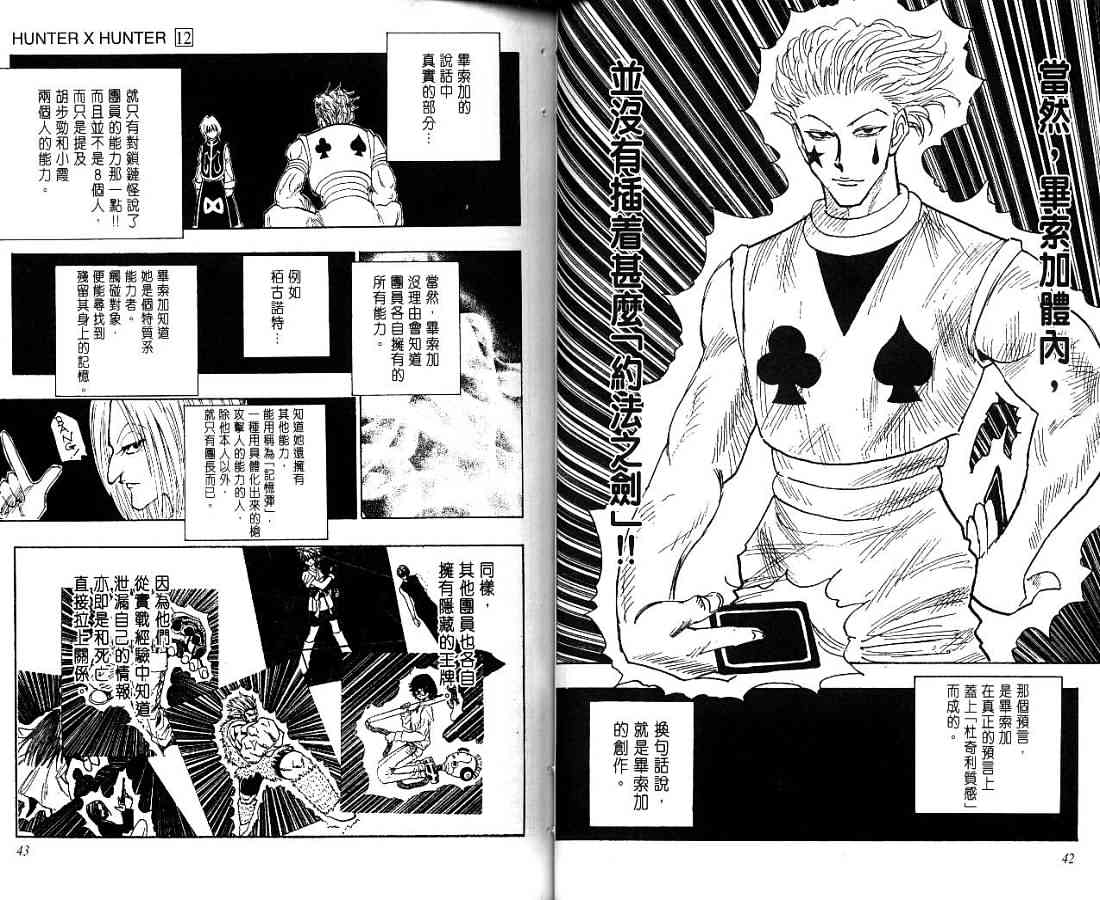 當然，畢索加體內，
並沒有插着甚麼「約法之劍」!!
那個預言，
是畢索加
在真正的預言上
蓋上「杜奇利質感」
而成的。
換句話說，
就是畢索加
的創作。
42
HUNTER X HUNTER 12
畢索加的
說話中
真實的部分…
就只有對鎖鏈怪說了
團員的能力那一點!!
而且並不是8個人，
而只是提及
胡步勁和小霞
兩個人的能力。
當然，畢索加
沒理由會知道
團員各自擁有的
所有能力。
例如
栢古諾特…
畢索加知道
她是個特質系
能力者。
觸碰對象，
便能尋找到
殘留其身上的記憶。
知道她還擁有
其他能力，
能用稱為「記憶彈」，
一種用具體化出來的槍
攻擊人的能力的人，
除他本人以外，
就只有團長而已。
BANG!
同樣，
其他團員也各自
擁有隱藏的王牌。
因為他們
從實戰經驗中知道
泄漏自己的情報
亦即是和死亡
直接拉上關係。
43